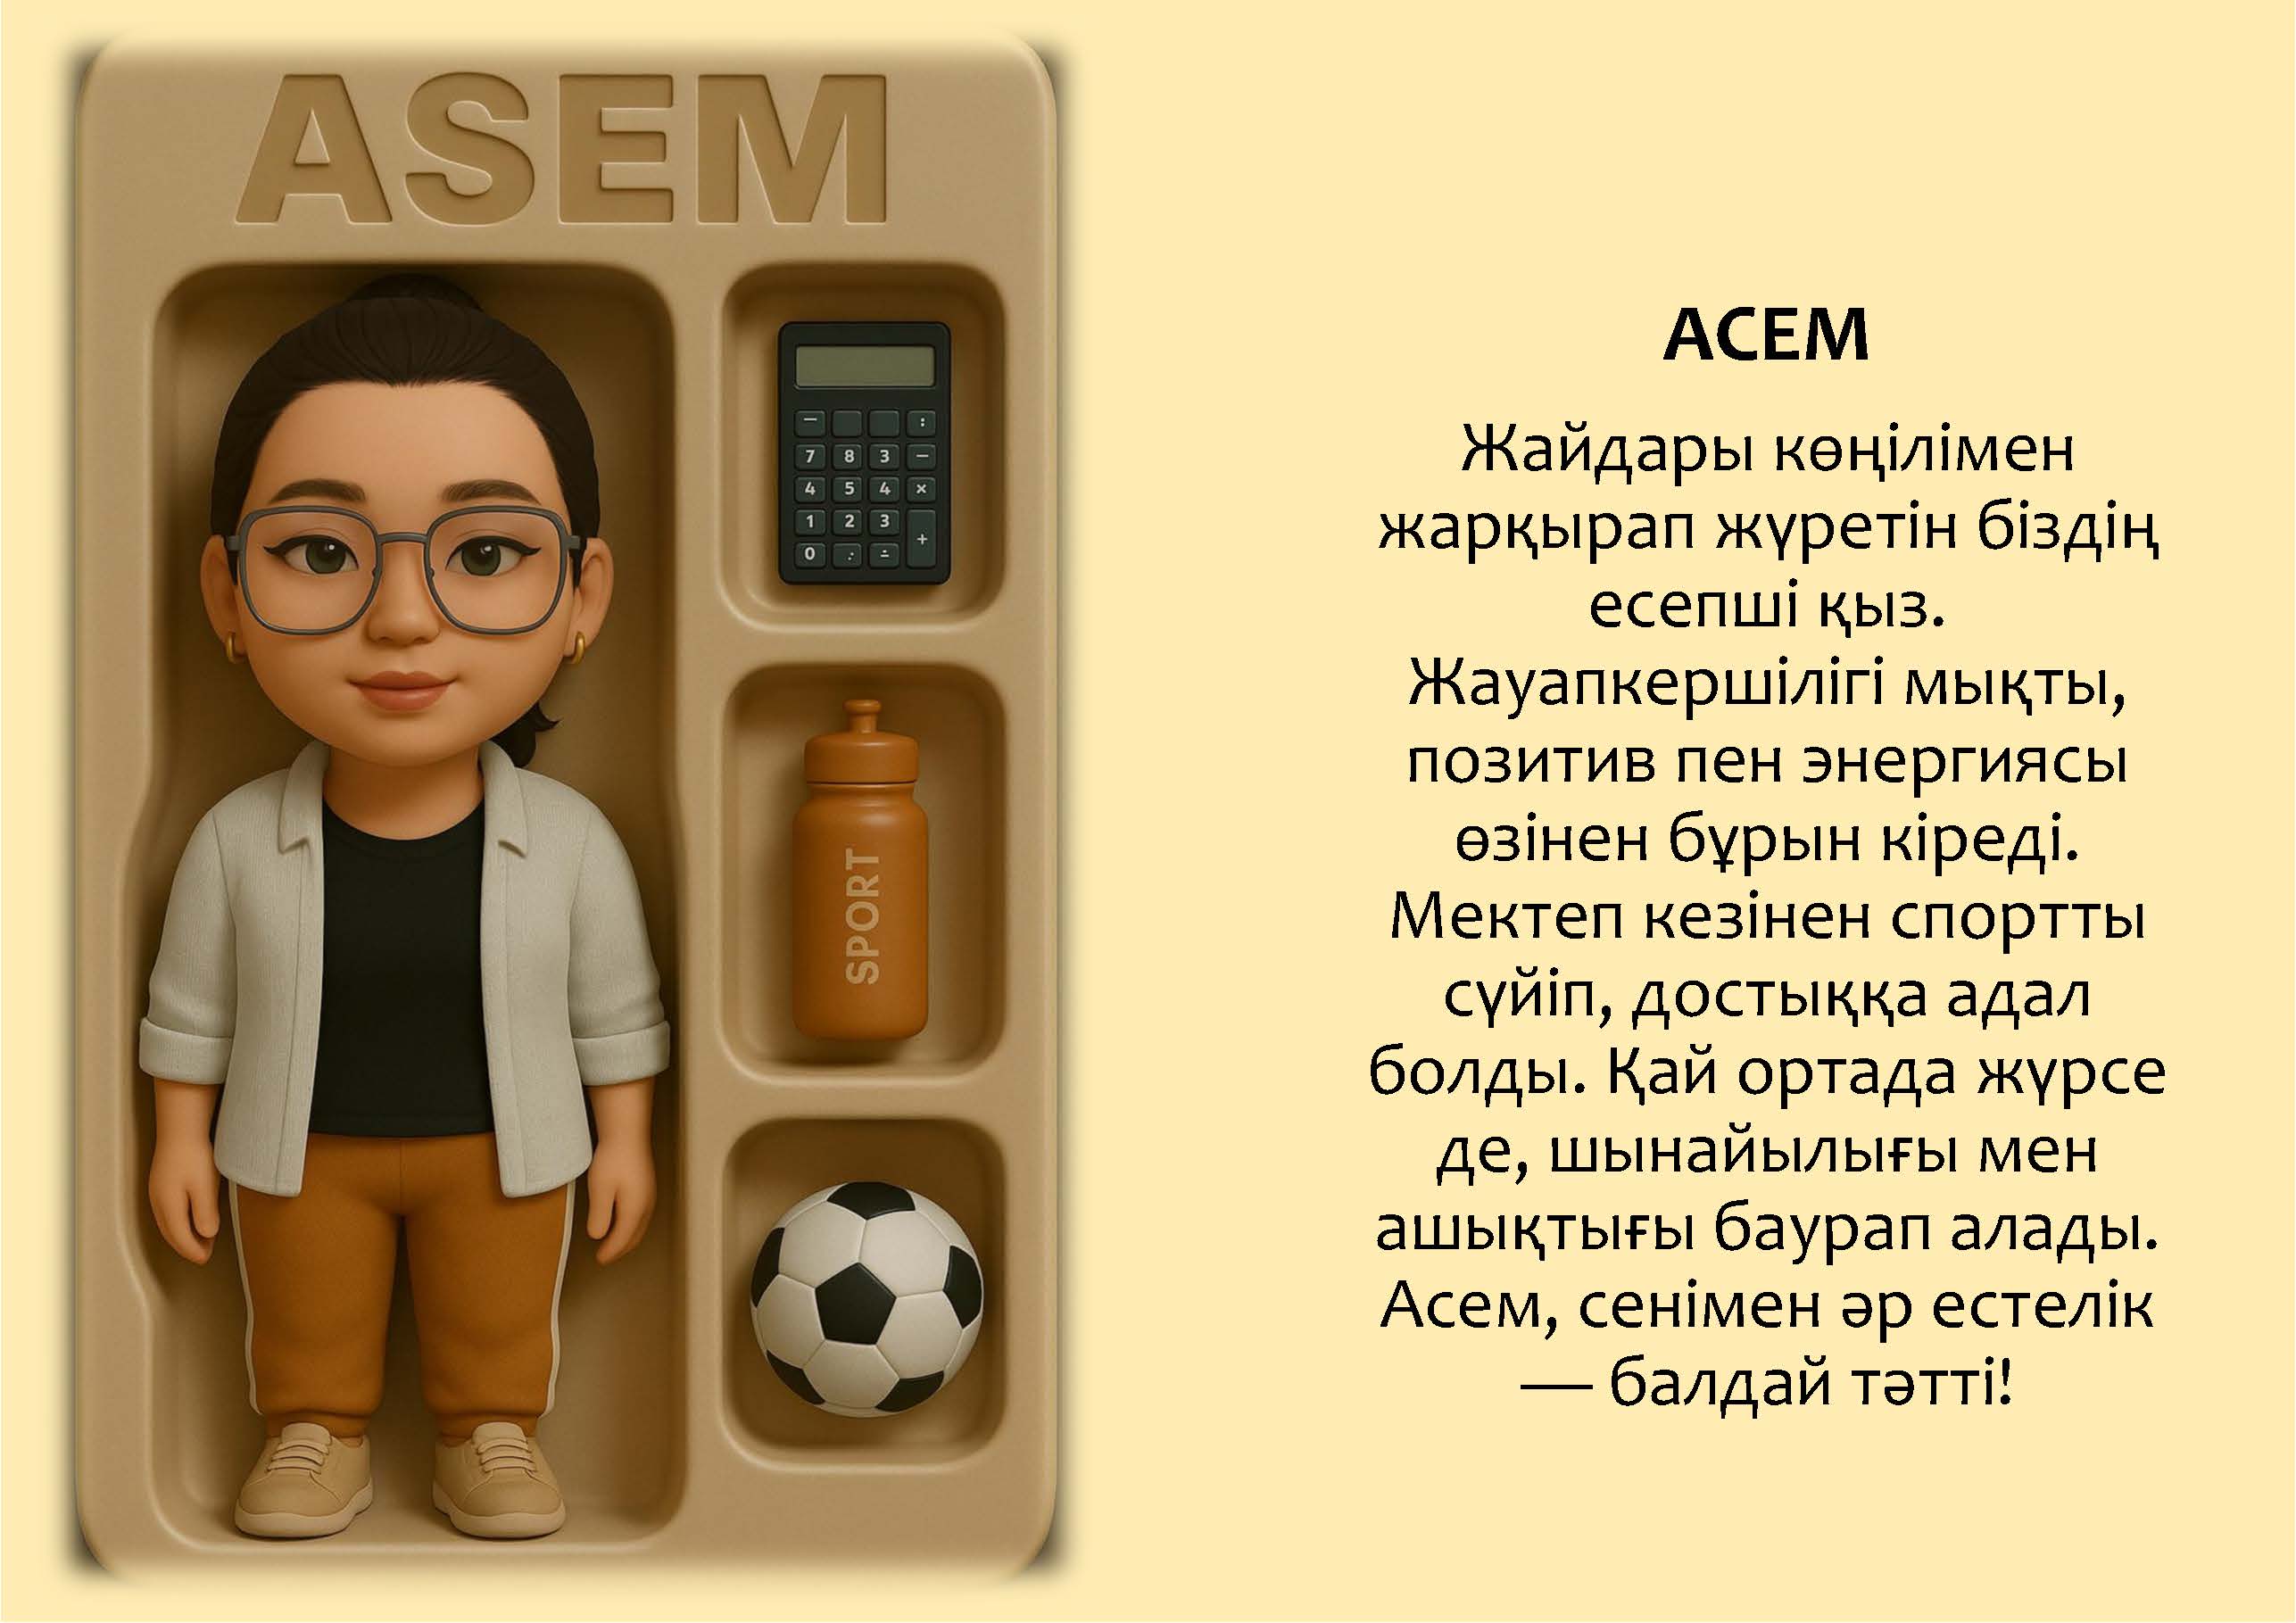 ASEM
– :
7 8 3 –
4 5 4 ×
1 2 3
0 +
SPORT
АСЕМ
Жайдары көңілімен
жарқырап жүретін біздің
есепші қыз.
Жауапкершілігі мықты,
позитив пен энергиясы
өзінен бұрын кіреді.
Мектеп кезінен спортты
сүйіп, достыққа адал
болды. Қай ортада жүрсе
де, шынайылығы мен
ашықтығы баурап алады.
Асем, сенімен әр естелік
— балдай тәтті!